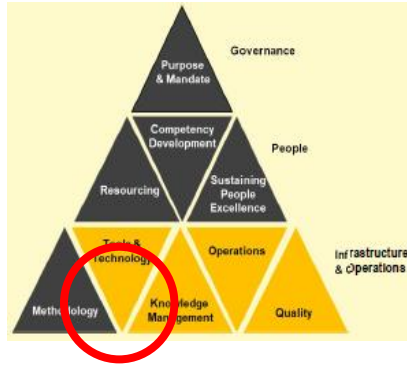 Governance
Purpose
& Mandate
Competency
Development
People
Resourcing
Sustaining
People
Excellence
Tools &
Technology
Operations
Infrastructure
& Operations
Methodology
Knowledge
Management
Quality